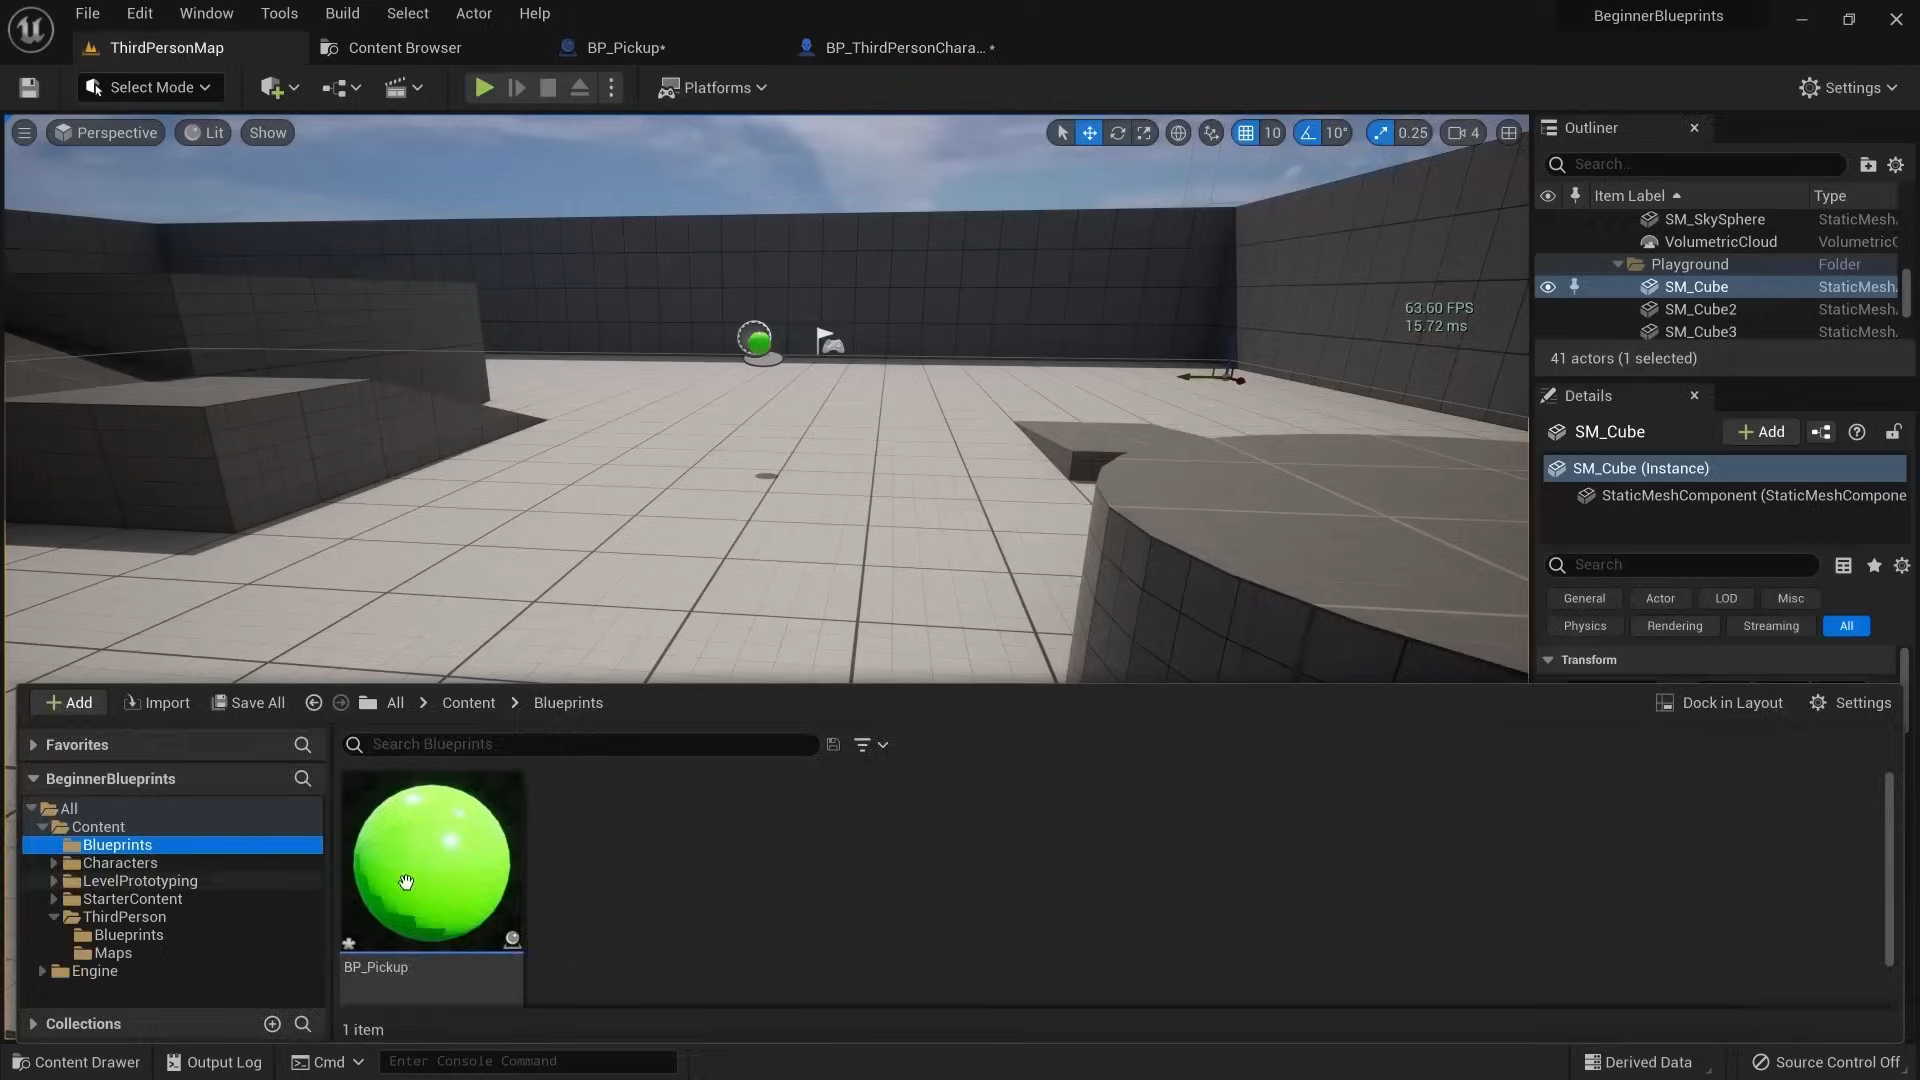 File Edit Window Tools Build Select Actor Help
BeginnerBlueprints
ThirdPersonMap
Content Browser
BP_Pickup*
BP_ThirdPersonChara... *
Select Mode
Platforms
Settings
Perspective
Lit
Show
10
10°
0.25
4
63.60 FPS
15.72 ms
Outliner
Search...
Item Label
Type
SM_SkySphere StaticMesh
VolumetricCloud VolumetricC
Playground Folder
SM_Cube StaticMesh
SM_Cube2 StaticMesh
SM_Cube3 StaticMesh
41 actors (1 selected)
Details
SM_Cube
Add
SM_Cube (Instance)
StaticMeshComponent (StaticMeshCompone
Search
General Actor LOD Misc
Physics Rendering Streaming All
Transform
Add
Import
Save All
All > Content > Blueprints
Dock in Layout
Settings
Favorites
Search Blueprints
BeginnerBlueprints
All
Content
Blueprints
Characters
LevelPrototyping
StarterContent
ThirdPerson
Blueprints
Maps
Engine
BP_Pickup
Collections
1 item
Content Drawer
Output Log
Cmd
Enter Console Command
Derived Data
Source Control Off